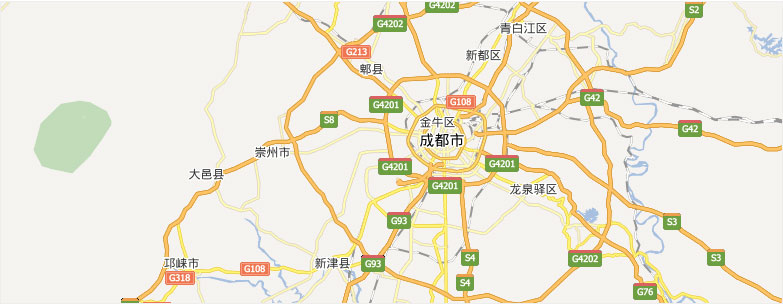 G4202
S2
G4202
青白江区
G213
新都区
郫县
G4201
G108
G42
S8
金牛区
G42
成都市
崇州市
G4201
G4201
大邑县
G4201
龙泉驿区
G93
S3
S4
S3
邛崃市
G108
新津县
G93
G4202
G318
S4
G76